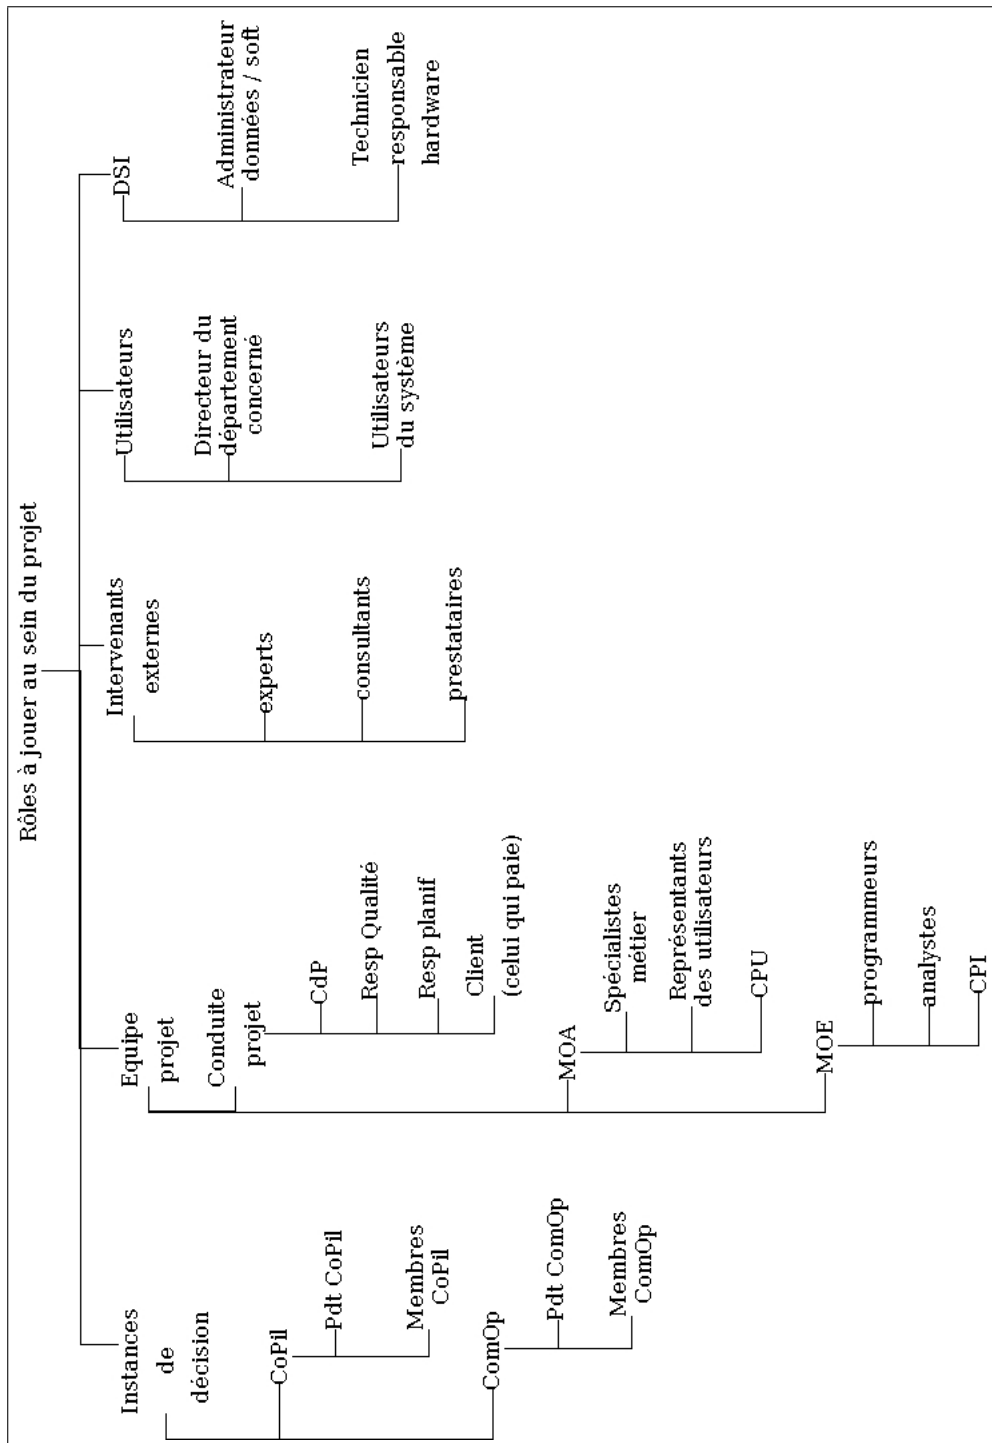 Rôles à jouer au sein du projet
Instances
de
décision
CoPil
Pdt CoPil
Membres
CoPil
ComOp
Pdt ComOp
Membres
ComOp
Equipe
projet
Conduite
projet
CdP
Resp Qualité
Resp planif
Client
(celui qui paie)
MOA
Spécialistes
métier
Représentants
des utilisateurs
CPU
MOE
programmeurs
analystes
CPI
Intervenants
externes
experts
consultants
prestataires
Utilisateurs
Directeur du
département
concerné
Utilisateurs
du système
DSI
Administrateur
données / soft
Technicien
responsable
hardware